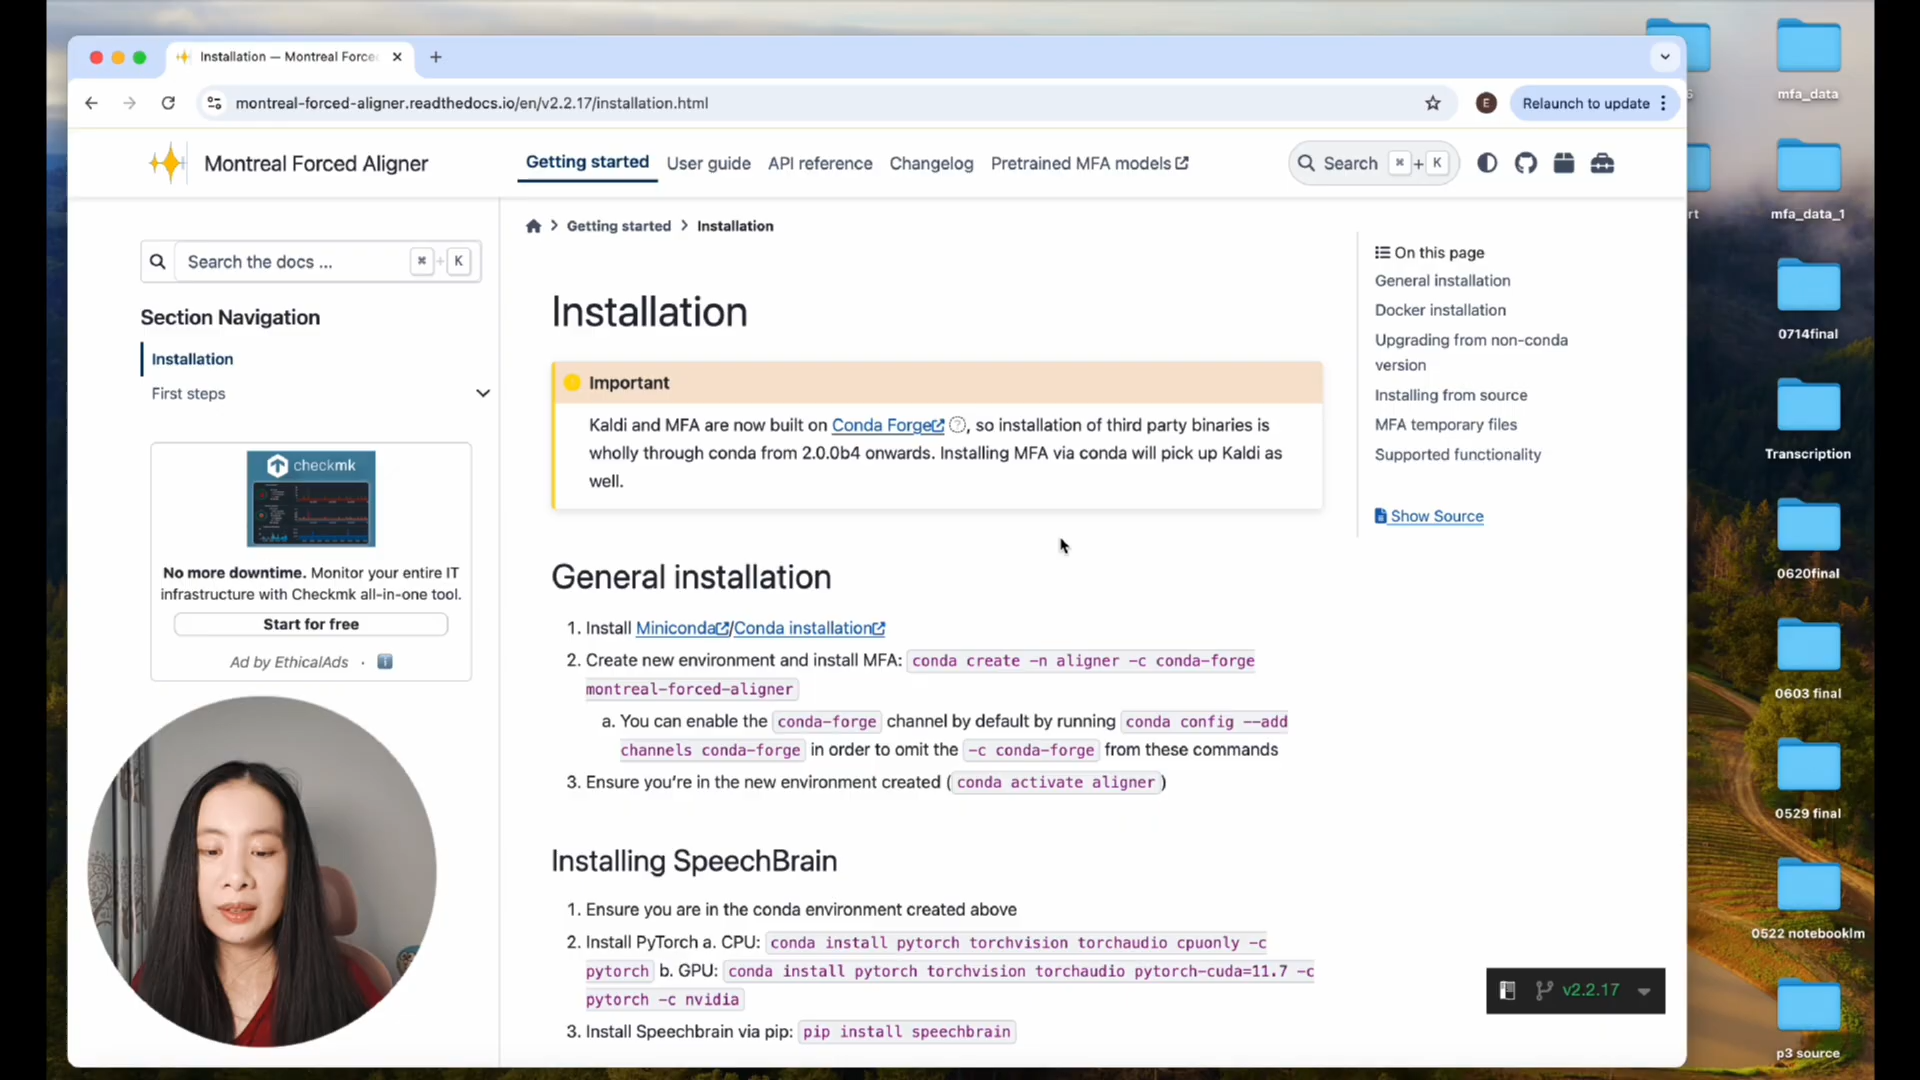 Installation — Montreal Force
montreal-forced-aligner.readthedocs.io/en/v2.2.17/installation.html
E
Relaunch to update
Montreal Forced Aligner
Getting started
User guide
API reference
Changelog
Pretrained MFA models
Search ⌘ + K
Search the docs ... ⌘ + K
Section Navigation
Installation
First steps
checkmk
No more downtime. Monitor your entire IT
infrastructure with Checkmk all-in-one tool.
Start for free
Ad by EthicalAds ·
Getting started > Installation
Installation
Important
Kaldi and MFA are now built on Conda Forge, so installation of third party binaries is
wholly through conda from 2.0.0b4 onwards. Installing MFA via conda will pick up Kaldi as
well.
General installation
1. Install Miniconda/Conda installation
2. Create new environment and install MFA: conda create -n aligner -c conda-forge
montreal-forced-aligner
a. You can enable the conda-forge channel by default by running conda config --add
channels conda-forge in order to omit the -c conda-forge from these commands
3. Ensure you’re in the new environment created (conda activate aligner)
Installing SpeechBrain
1. Ensure you are in the conda environment created above
2. Install PyTorch a. CPU: conda install pytorch torchvision torchaudio cpuonly -c
pytorch b. GPU: conda install pytorch torchvision torchaudio pytorch-cuda=11.7 -c
pytorch -c nvidia
3. Install Speechbrain via pip: pip install speechbrain
On this page
General installation
Docker installation
Upgrading from non-conda
version
Installing from source
MFA temporary files
Supported functionality
Show Source
v2.2.17
mfa_data
mfa_data_1
0714final
Transcription
0620final
0603 final
0529 final
0522 notebooklm
p3 source